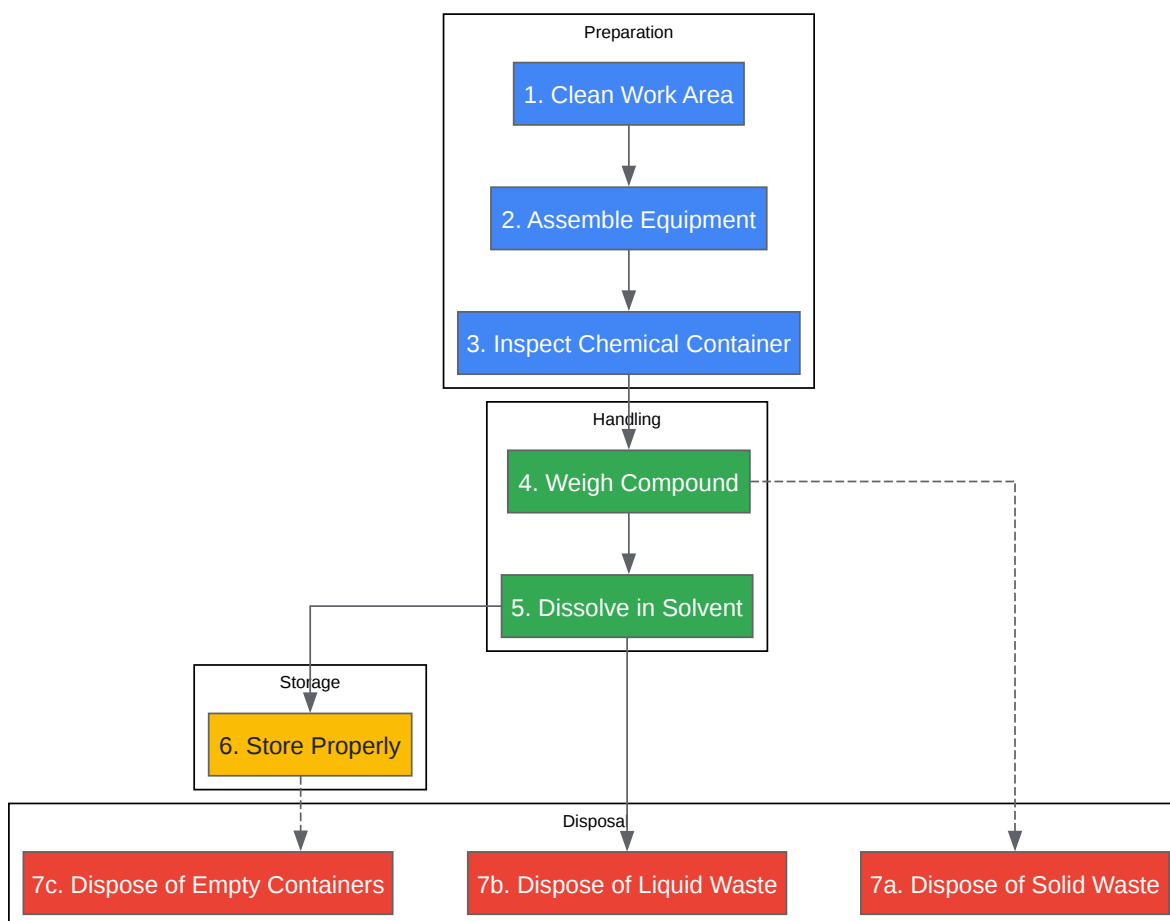 Preparation
1. Clean Work Area
2. Assemble Equipment
3. Inspect Chemical Container
Handling
4. Weigh Compound
5. Dissolve in Solvent
Storage
6. Store Properly
Disposal
7c. Dispose of Empty Containers
7b. Dispose of Liquid Waste
7a. Dispose of Solid Waste